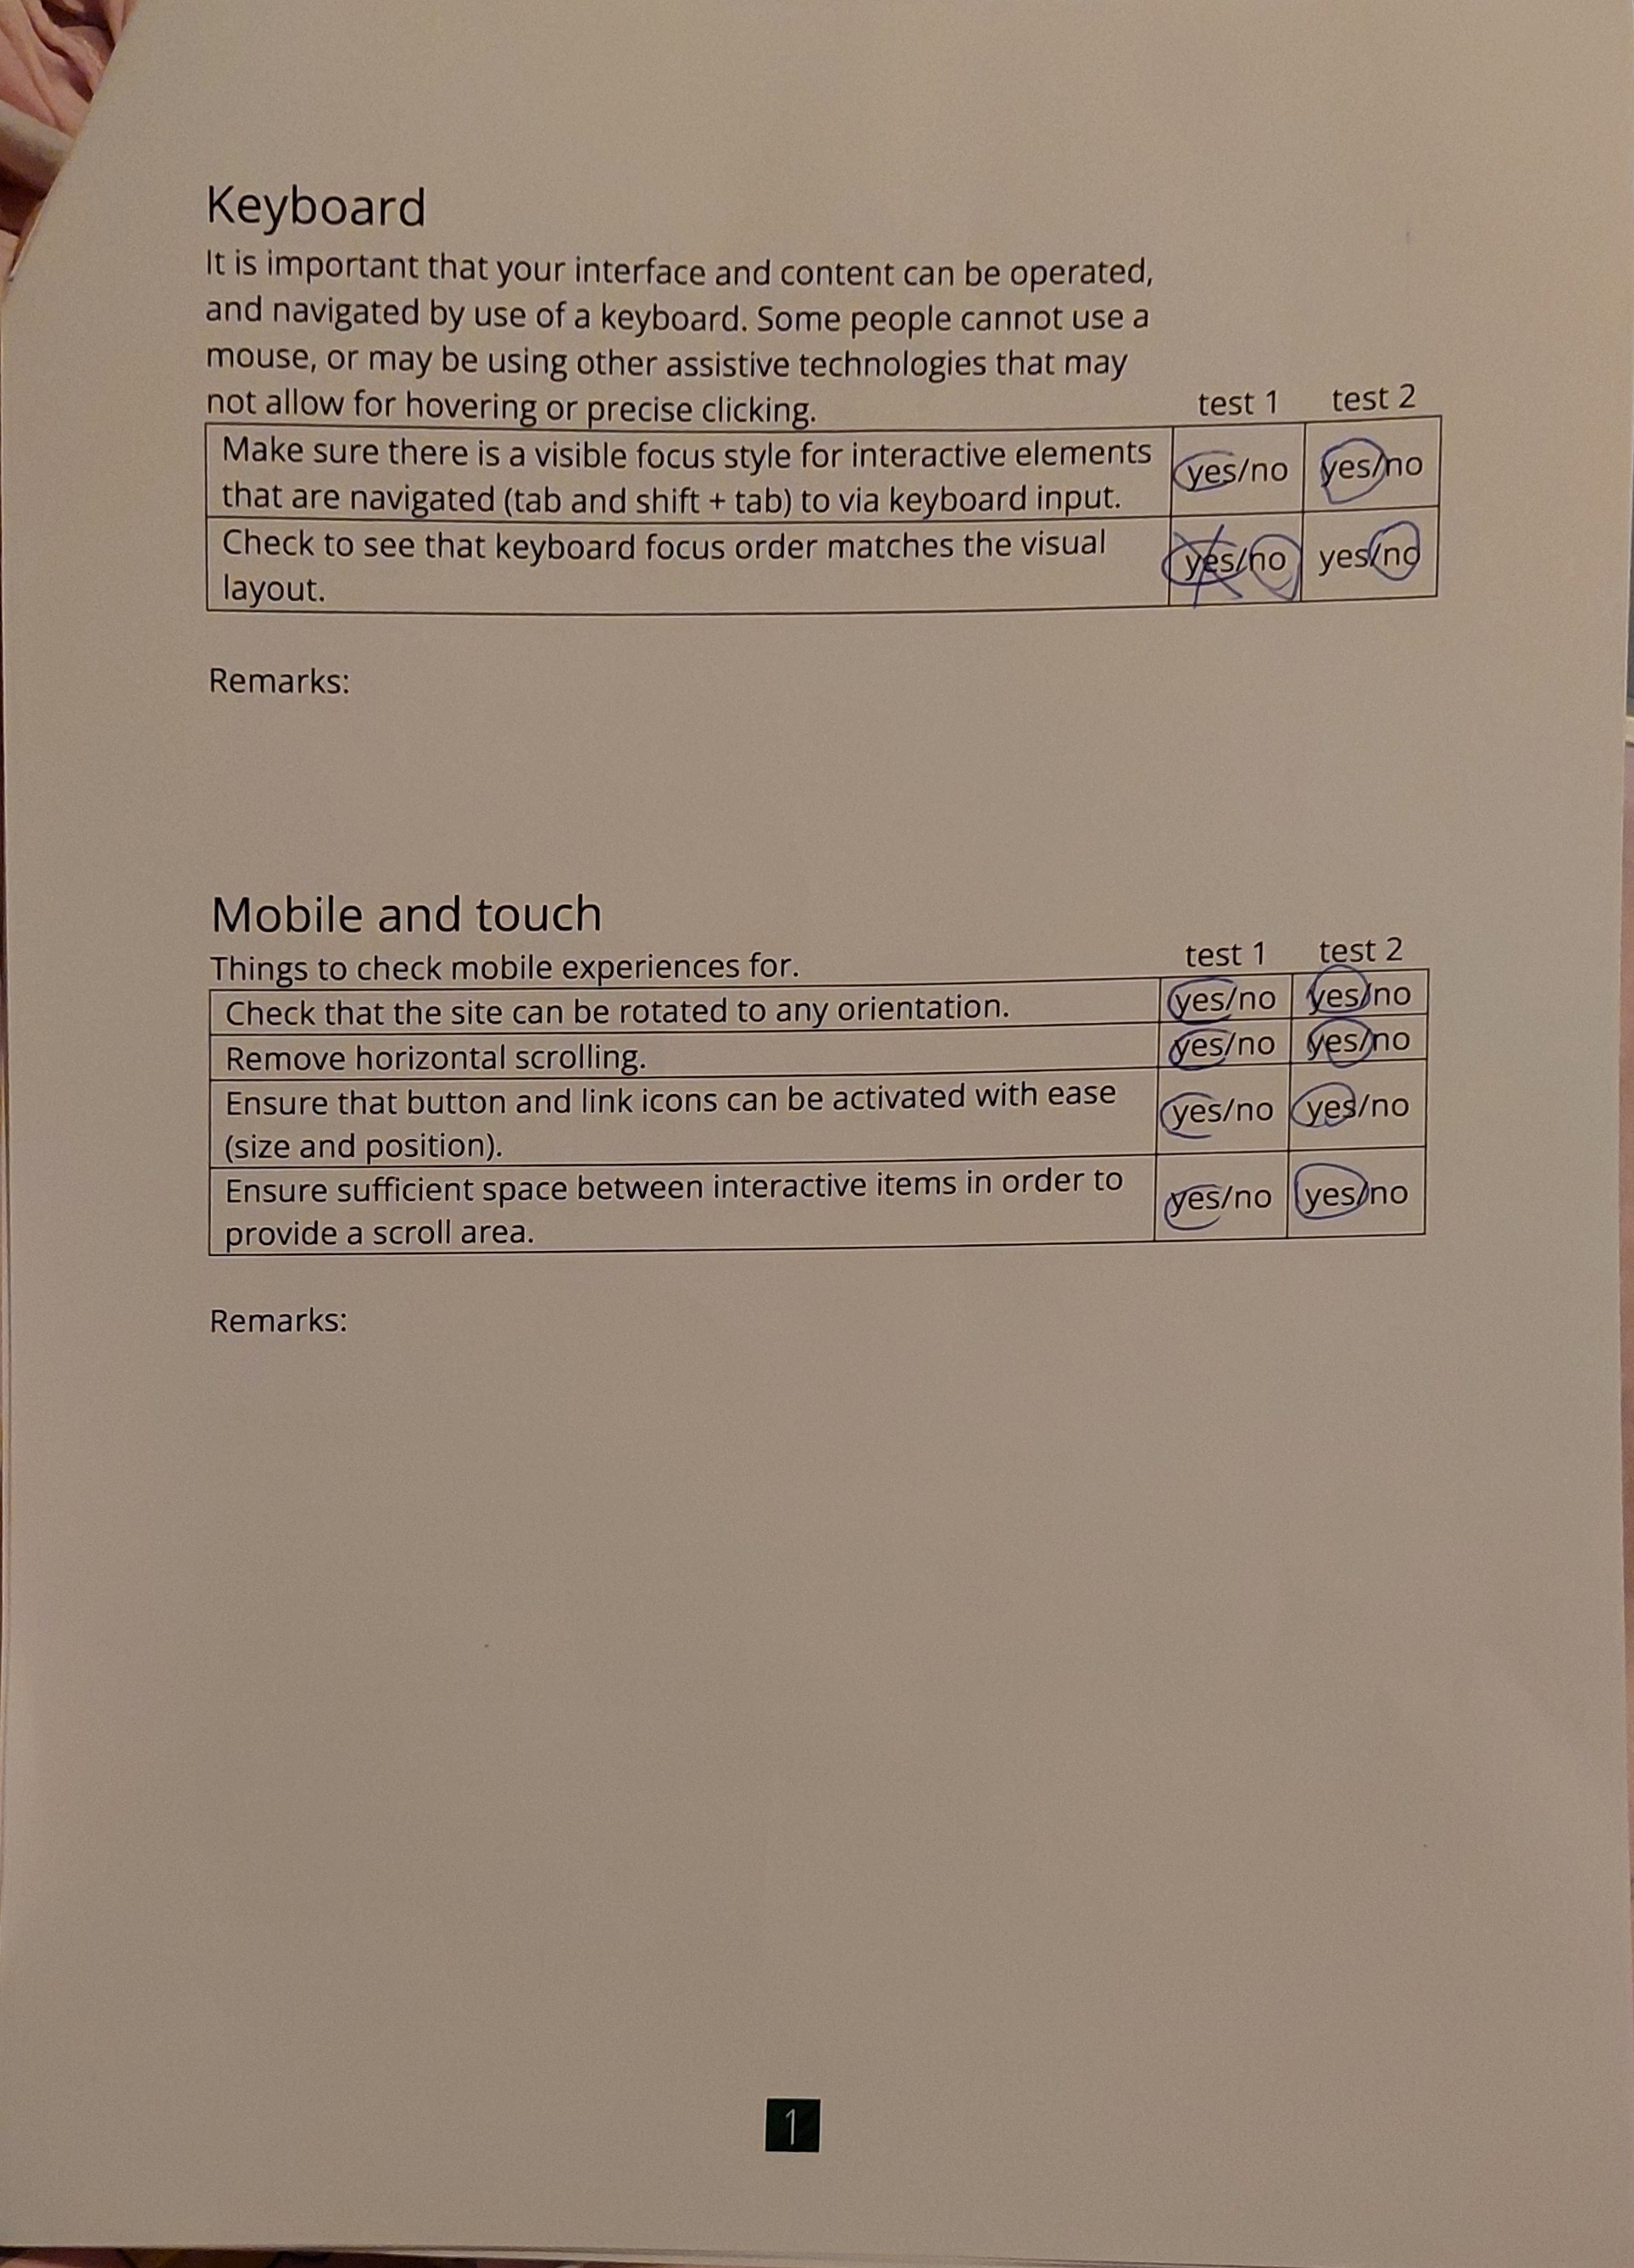 Keyboard
It is important that your interface and content can be operated,
and navigated by use of a keyboard. Some people cannot use a
mouse, or may be using other assistive technologies that may
not allow for hovering or precise clicking.
test 1 test 2
Make sure there is a visible focus style for interactive elements
that are navigated (tab and shift + tab) to via keyboard input.
yes/no yes/no
Check to see that keyboard focus order matches the visual
layout.
yes/no yes/no
Remarks:
Mobile and touch
Things to check mobile experiences for.
test 1 test 2
Check that the site can be rotated to any orientation. yes/no yes/no
Remove horizontal scrolling. yes/no yes/no
Ensure that button and link icons can be activated with ease
(size and position).
yes/no yes/no
Ensure sufficient space between interactive items in order to
provide a scroll area.
yes/no yes/no
Remarks:
1